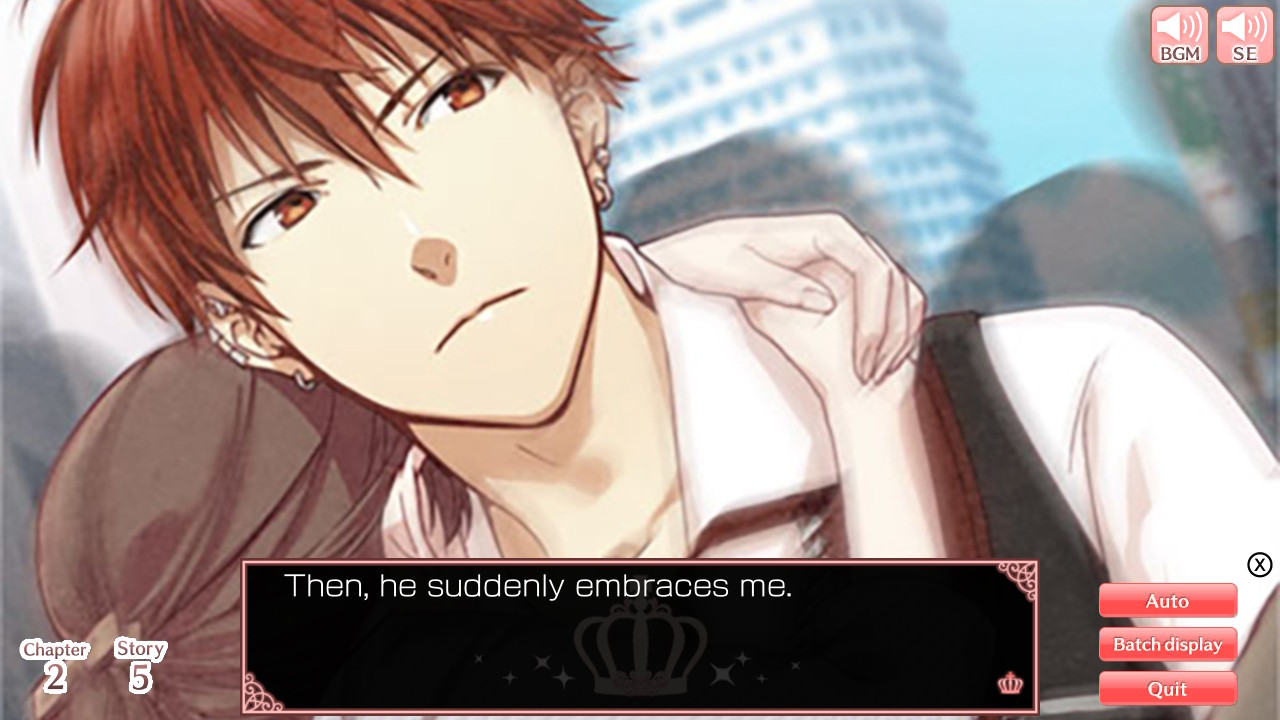 BGM
SE
Then, he suddenly embraces me.
X
Auto
Batch display
Quit
Chapter
2
Story
5